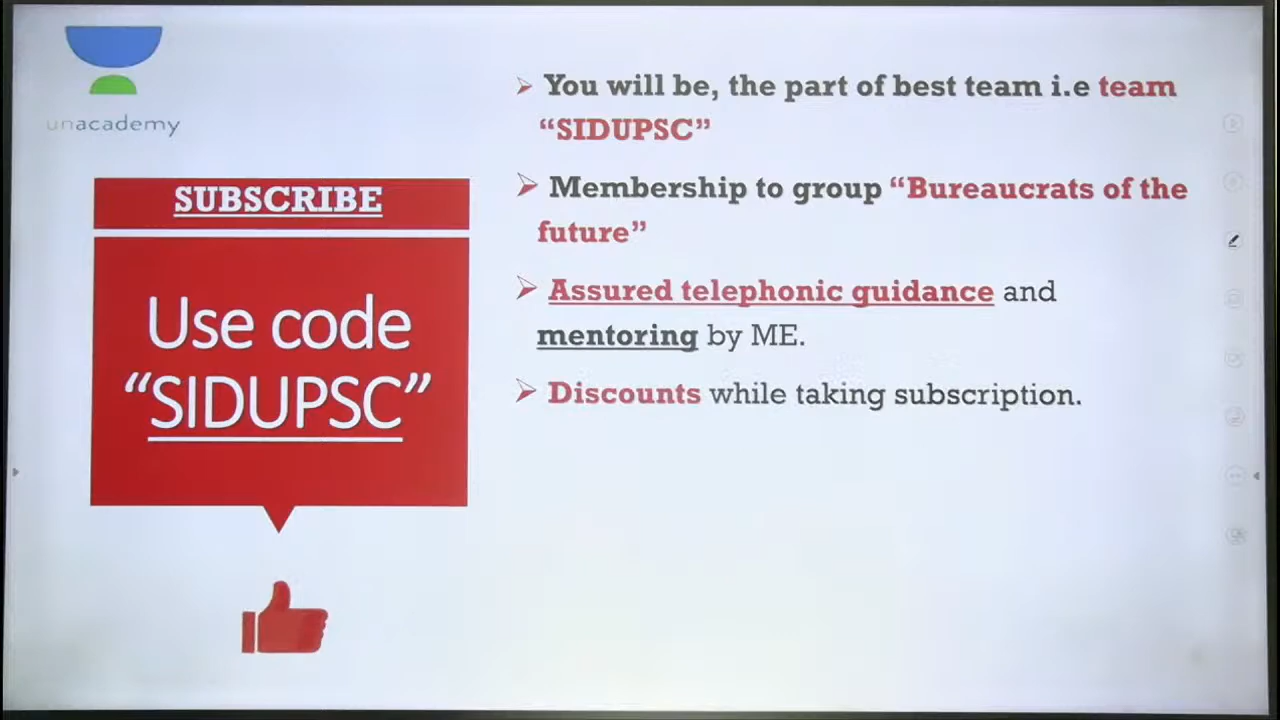 unacademy
SUBSCRIBE
Use code
“SIDUPSC”
➢ You will be, the part of best team i.e team
“SIDUPSC”
➢ Membership to group “Bureaucrats of the
future”
➢ Assured telephonic guidance and
mentoring by ME.
➢ Discounts while taking subscription.